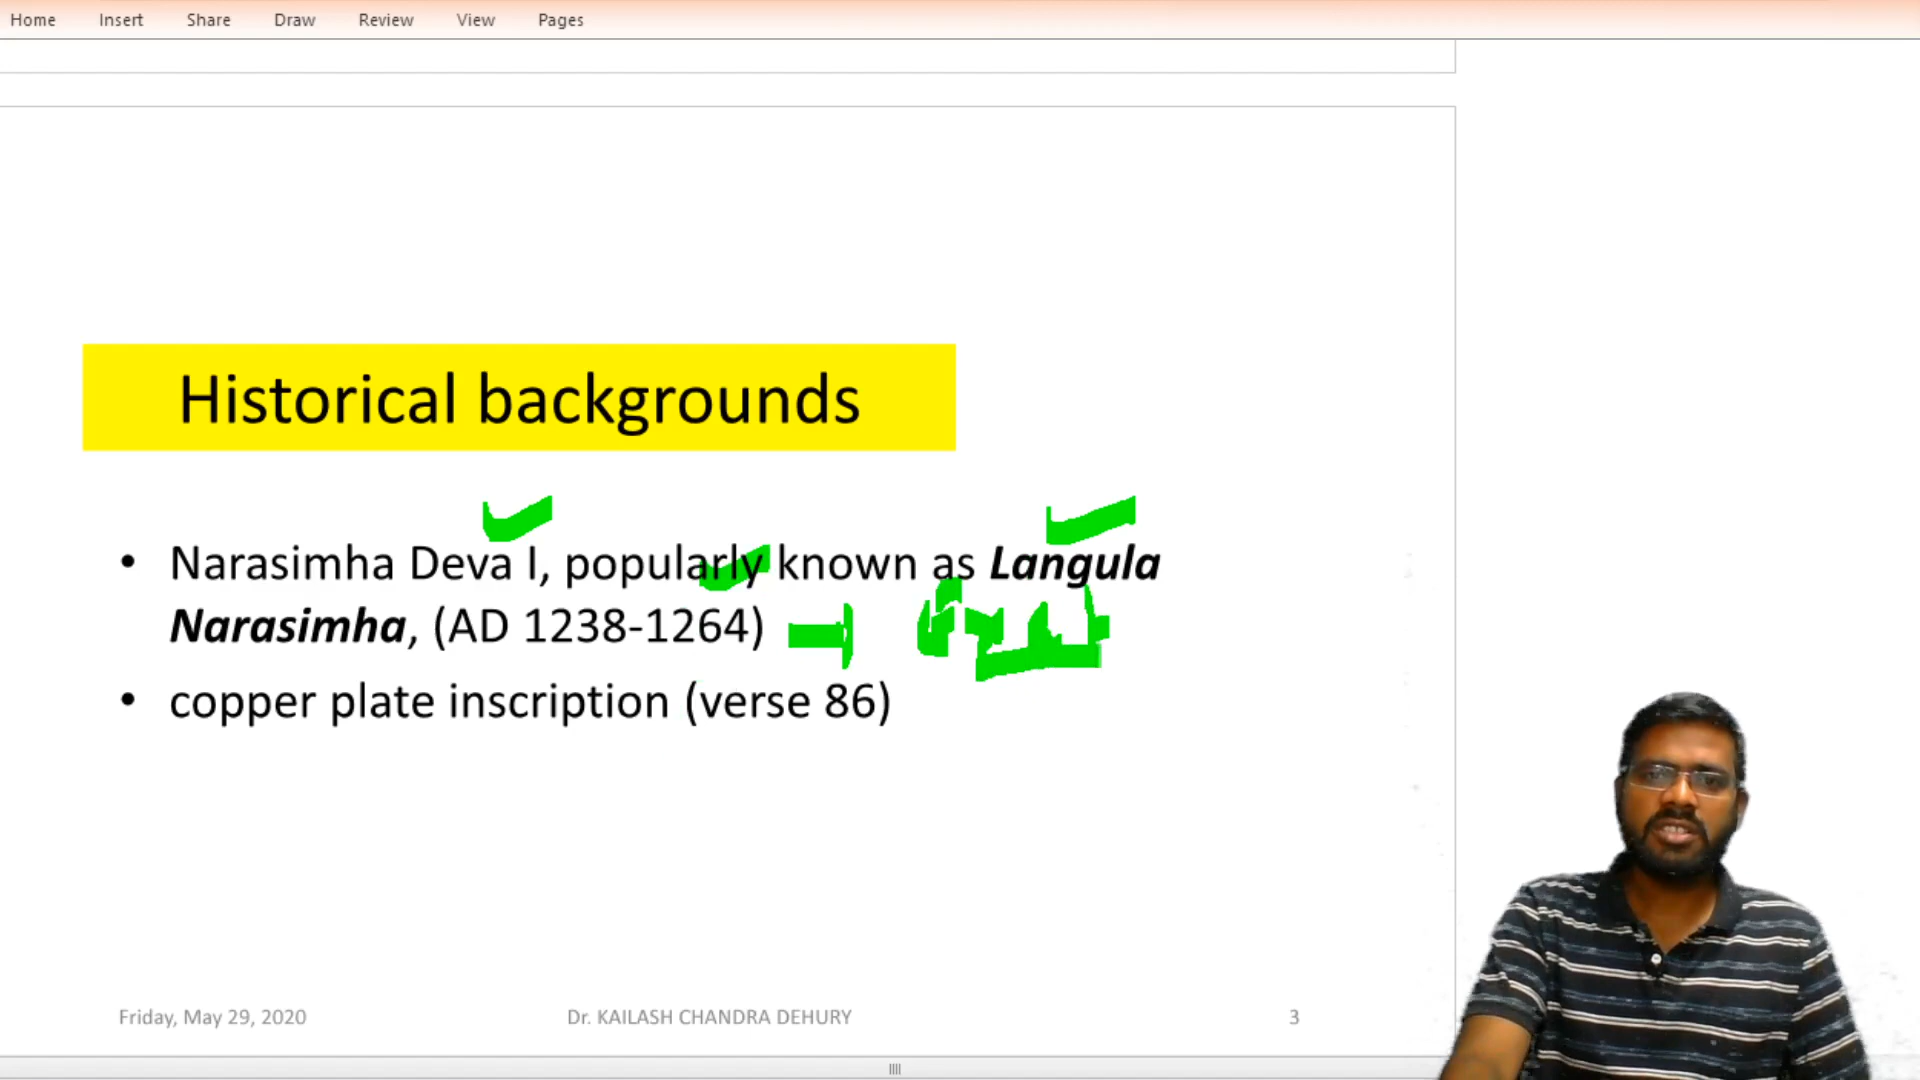 Home Insert Share Draw Review View Pages
Historical backgrounds
• Narasimha Deva I, popularly known as Langula
Narasimha, (AD 1238-1264)
• copper plate inscription (verse 86)
Friday, May 29, 2020 Dr. KAILASH CHANDRA DEHURY 3